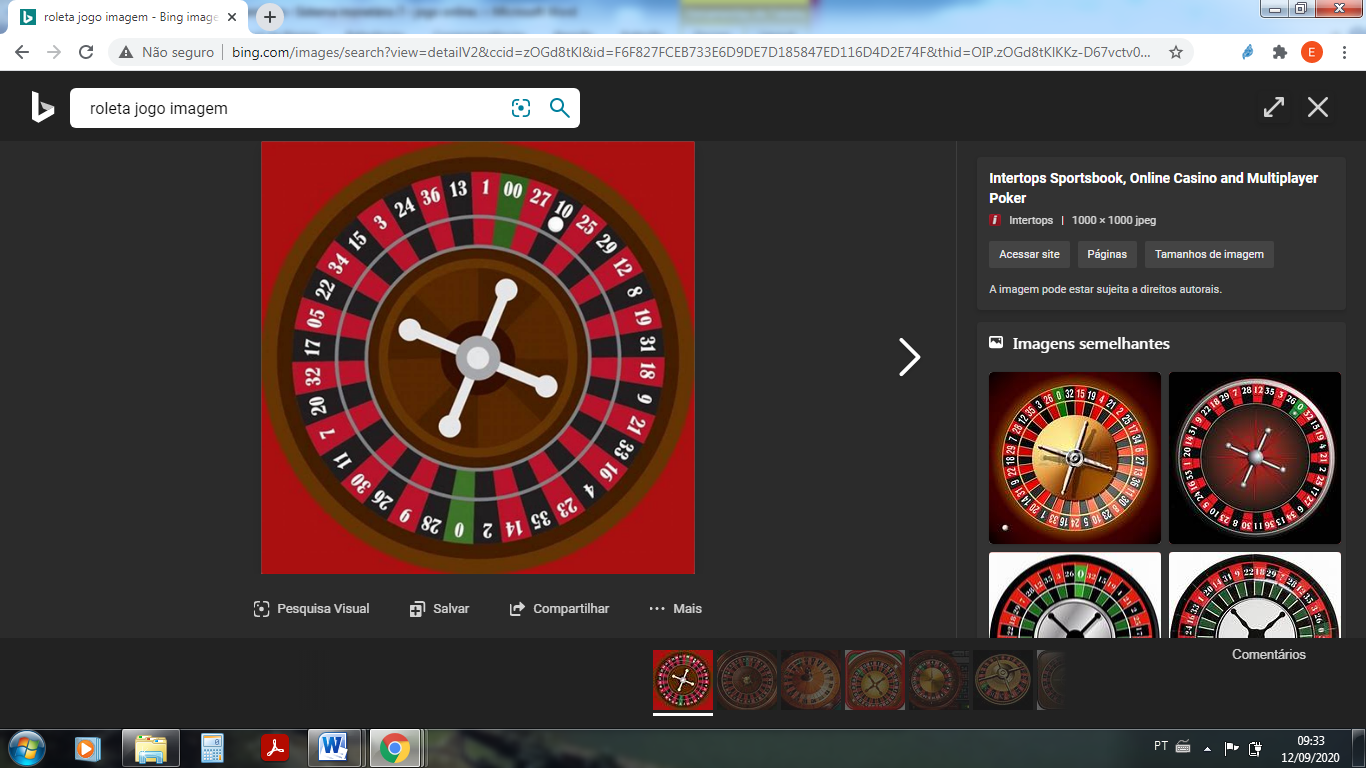 roleta jogo imagem - Bing image
Não seguro
bing.com/images/search?view=detailV2&ccid=zOGd8tKI&id=F6F827FCEB733E6D9DE7D185847ED116D4D2E74F&thid=OIP.zOGd8tKIKKz-D67vctv0...
E
roleta jogo imagem
1 00 27 10 25 29 12 8 19 31 18 9 21 33 16 4 23 35 14 2 0 28 9 26 30 11 7 20 32 17 05 22 34 15 3 24 36 13
Intertops Sportsbook, Online Casino and Multiplayer
Poker
i Intertops | 1000 × 1000 jpeg
Acessar site
Páginas
Tamanhos de imagem
A imagem pode estar sujeita a direitos autorais.
Imagens semelhantes
Pesquisa Visual
Salvar
Compartilhar
Mais
Comentários
PT
09:33
12/09/2020